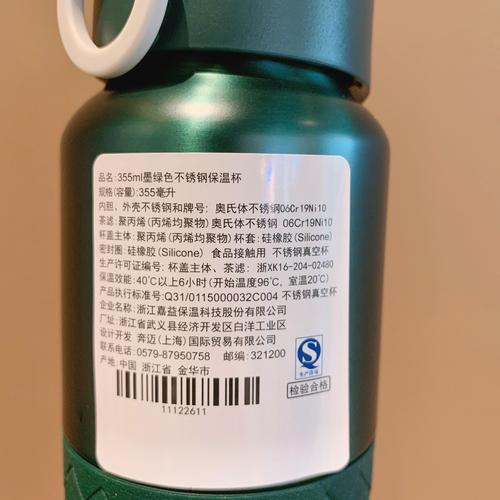 品名:355ml墨绿色不锈钢保温杯
规格(容量):355毫升
内胆、外壳不锈钢和牌号: 奥氏体不锈钢06Cr19Ni10
茶滤: 聚丙烯(丙烯均聚物)奥氏体不锈钢 06Cr19Ni10
杯盖主体: 聚丙烯(丙烯均聚物) 杯套:硅橡胶(Silicone)
密封圈:硅橡胶(Silicone) 食品接触用 不锈钢真空杯
生产许可证编号: 杯盖主体、茶滤: 浙XK16-204-02480
保温效能:40℃以上6小时(开始温度96℃, 室温20℃)
产品执行标准号:Q31/0115000032C004 不锈钢真空杯
企业名称:浙江嘉益保温科技股份有限公司
厂址:浙江省武义县经济开发区白洋工业区
设计开发 奔迈(上海)国际贸易有限公司
联系电话:0579-87950758 邮编:321200
产地: 中国 浙江省 金华市
11122611
生产许可
检验合格